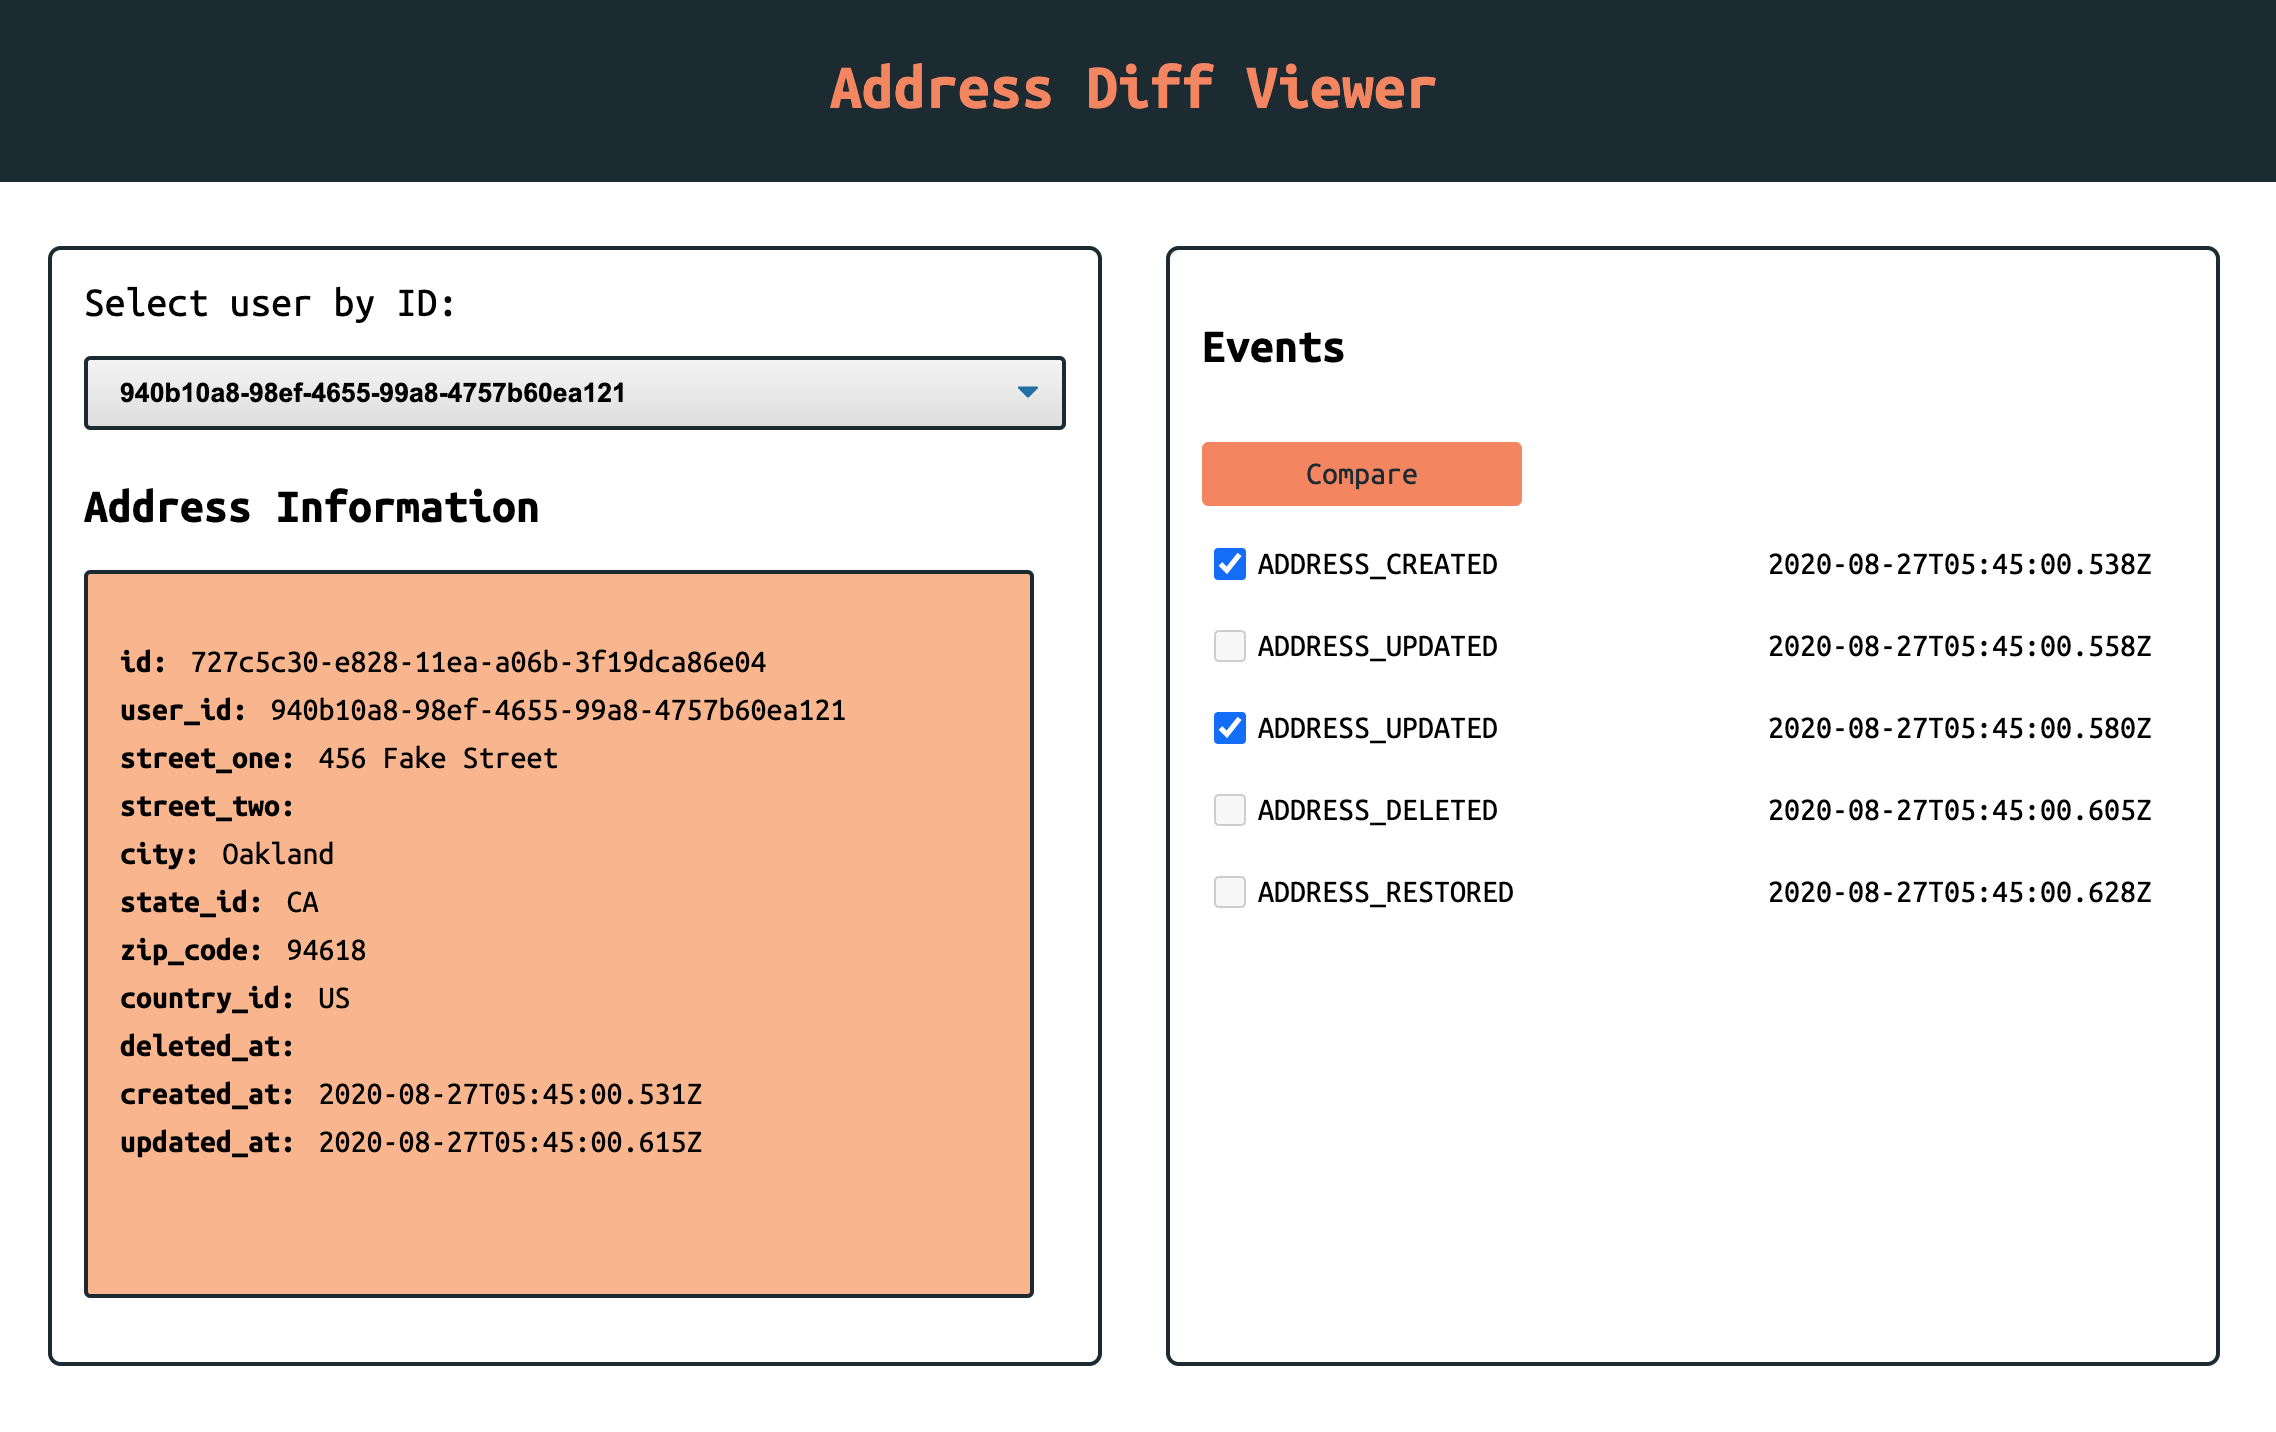 Address Diff Viewer
Select user by ID:
940b10a8-98ef-4655-99a8-4757b60ea121
Address Information
id: 727c5c30-e828-11ea-a06b-3f19dca86e04
user_id: 940b10a8-98ef-4655-99a8-4757b60ea121
street_one: 456 Fake Street
street_two:
city: Oakland
state_id: CA
zip_code: 94618
country_id: US
deleted_at:
created_at: 2020-08-27T05:45:00.531Z
updated_at: 2020-08-27T05:45:00.615Z
Events
Compare
ADDRESS_CREATED 2020-08-27T05:45:00.538Z
ADDRESS_UPDATED 2020-08-27T05:45:00.558Z
ADDRESS_UPDATED 2020-08-27T05:45:00.580Z
ADDRESS_DELETED 2020-08-27T05:45:00.605Z
ADDRESS_RESTORED 2020-08-27T05:45:00.628Z